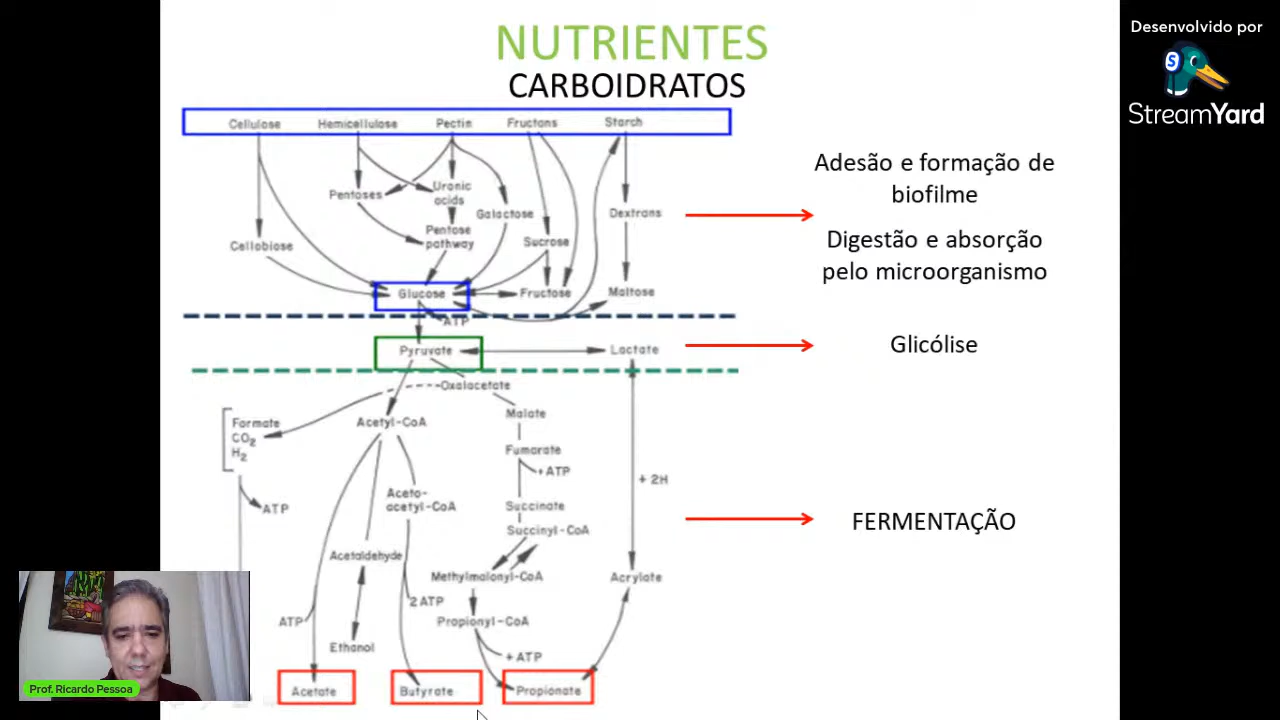 NUTRIENTES
CARBOIDRATOS
Desenvolvido por
StreamYard
Cellulose Hemicellulose Pectin Fructans Starch
Adesão e formação de
biofilme
Pentoses
Uronic
acids
Galactose
Dextrans
Pentose
pathway
Cellobiose
Sucrose
Digestão e absorção
pelo microorganismo
Glucose
Fructose
Maltose
ATP
Pyruvate
Lactate
Glicólise
Oxalacetate
Formate
CO2
H2
Acetyl-CoA
Malate
Fumarate
+ATP
+ 2H
ATP
Aceto-
acetyl-CoA
Succinate
Succinyl-CoA
FERMENTAÇÃO
Acetaldehyde
Methylmalonyl-CoA
Acrylate
2 ATP
ATP
Propionyl-CoA
Ethanol
+ATP
Acetate
Butyrate
Propionate
Prof. Ricardo Pessoa